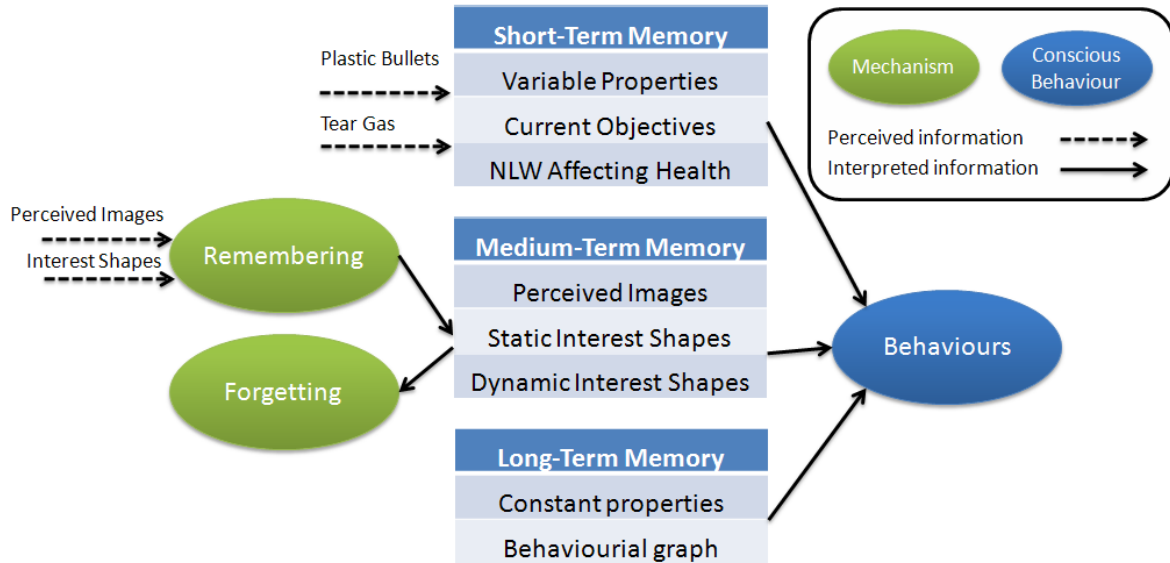 Short-Term Memory
Plastic Bullets
Variable Properties
Tear Gas
Current Objectives
NLW Affecting Health
Mechanism
Conscious
Behaviour
Perceived information
Interpreted information
Perceived Images
Interest Shapes
Remembering
Forgetting
Medium-Term Memory
Perceived Images
Static Interest Shapes
Dynamic Interest Shapes
Behaviours
Long-Term Memory
Constant properties
Behaviourial graph